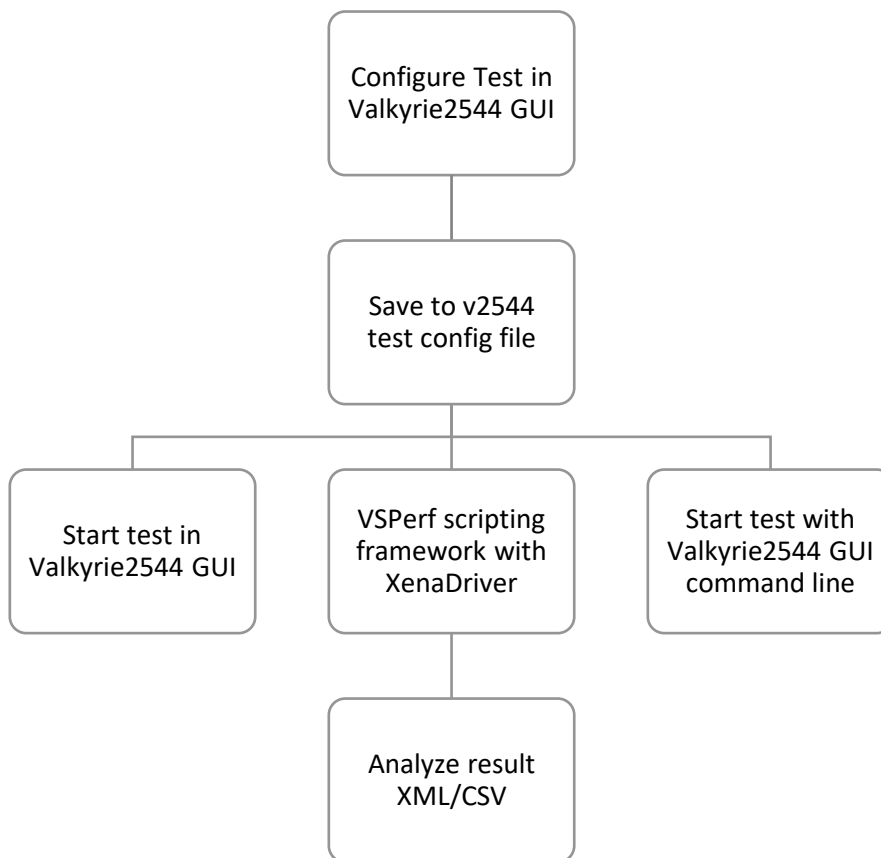 Configure Test in
Valkyrie2544 GUI
Save to v2544
test config file
Start test in
Valkyrie2544 GUI
VSPerf scripting
framework with
XenaDriver
Start test with
Valkyrie2544 GUI
command line
Analyze result
XML/CSV